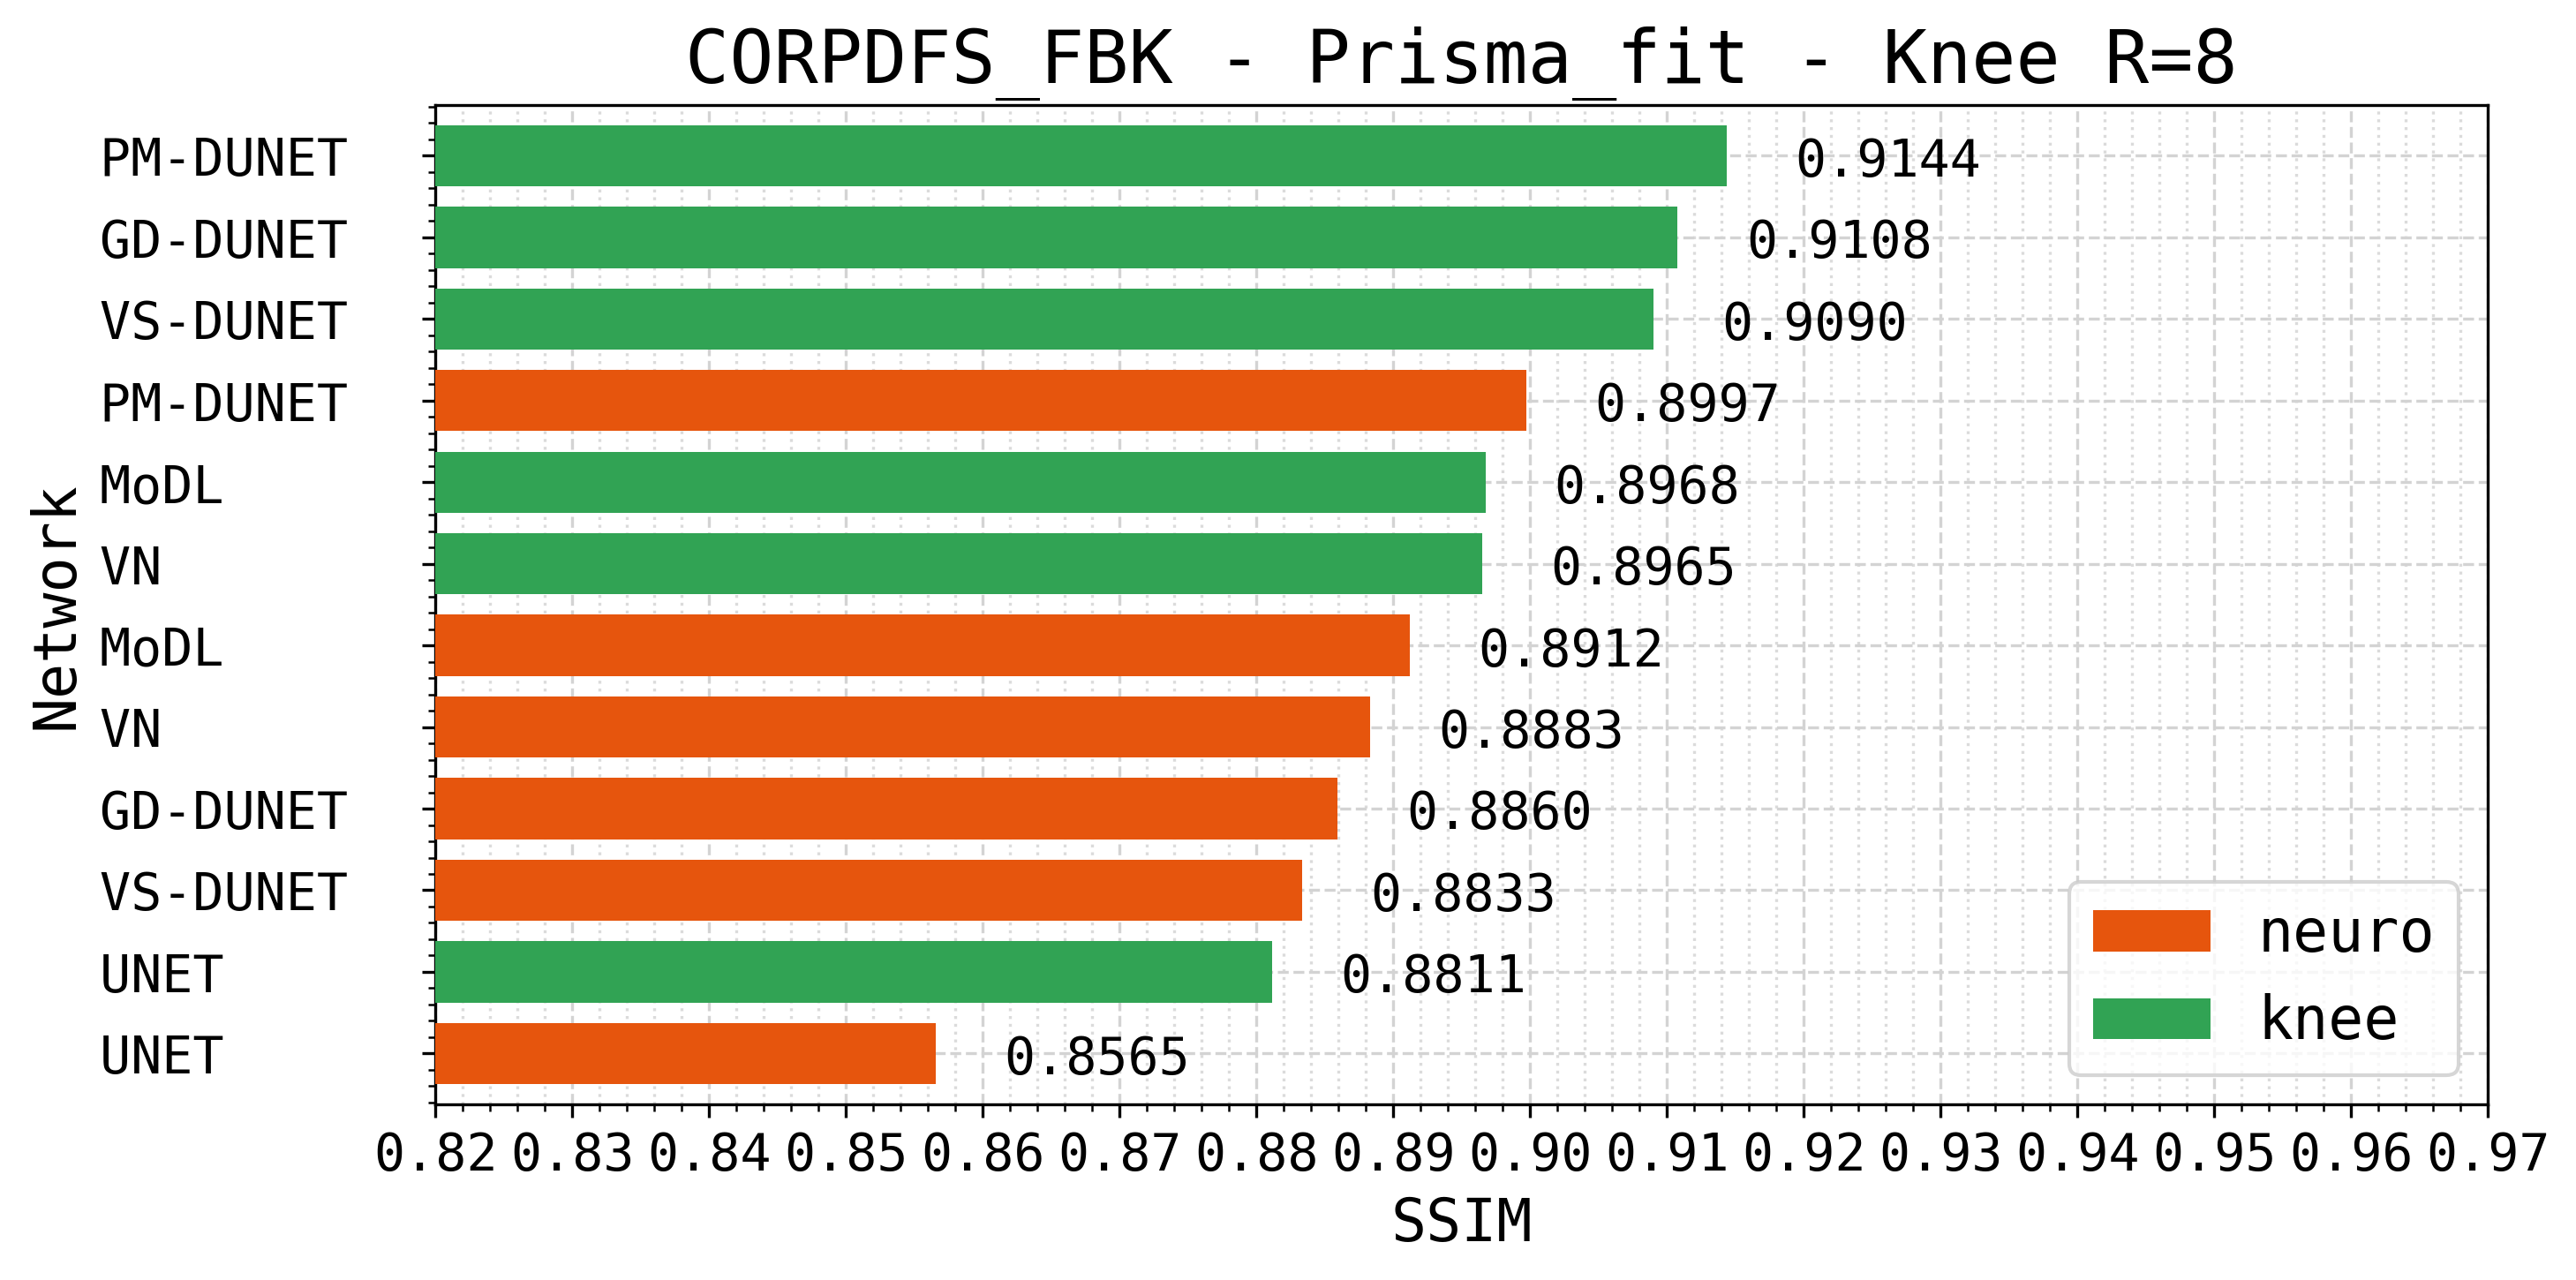 CORPDFS_FBK - Prisma_fit - Knee R=8
Network
PM-DUNET 0.9144
GD-DUNET 0.9108
VS-DUNET 0.9090
PM-DUNET 0.8997
MoDL 0.8968
VN 0.8965
MoDL 0.8912
VN 0.8883
GD-DUNET 0.8860
VS-DUNET 0.8833
UNET 0.8811
UNET 0.8565
neuro
knee
0.82 0.83 0.84 0.85 0.86 0.87 0.88 0.89 0.90 0.91 0.92 0.93 0.94 0.95 0.96 0.97
SSIM